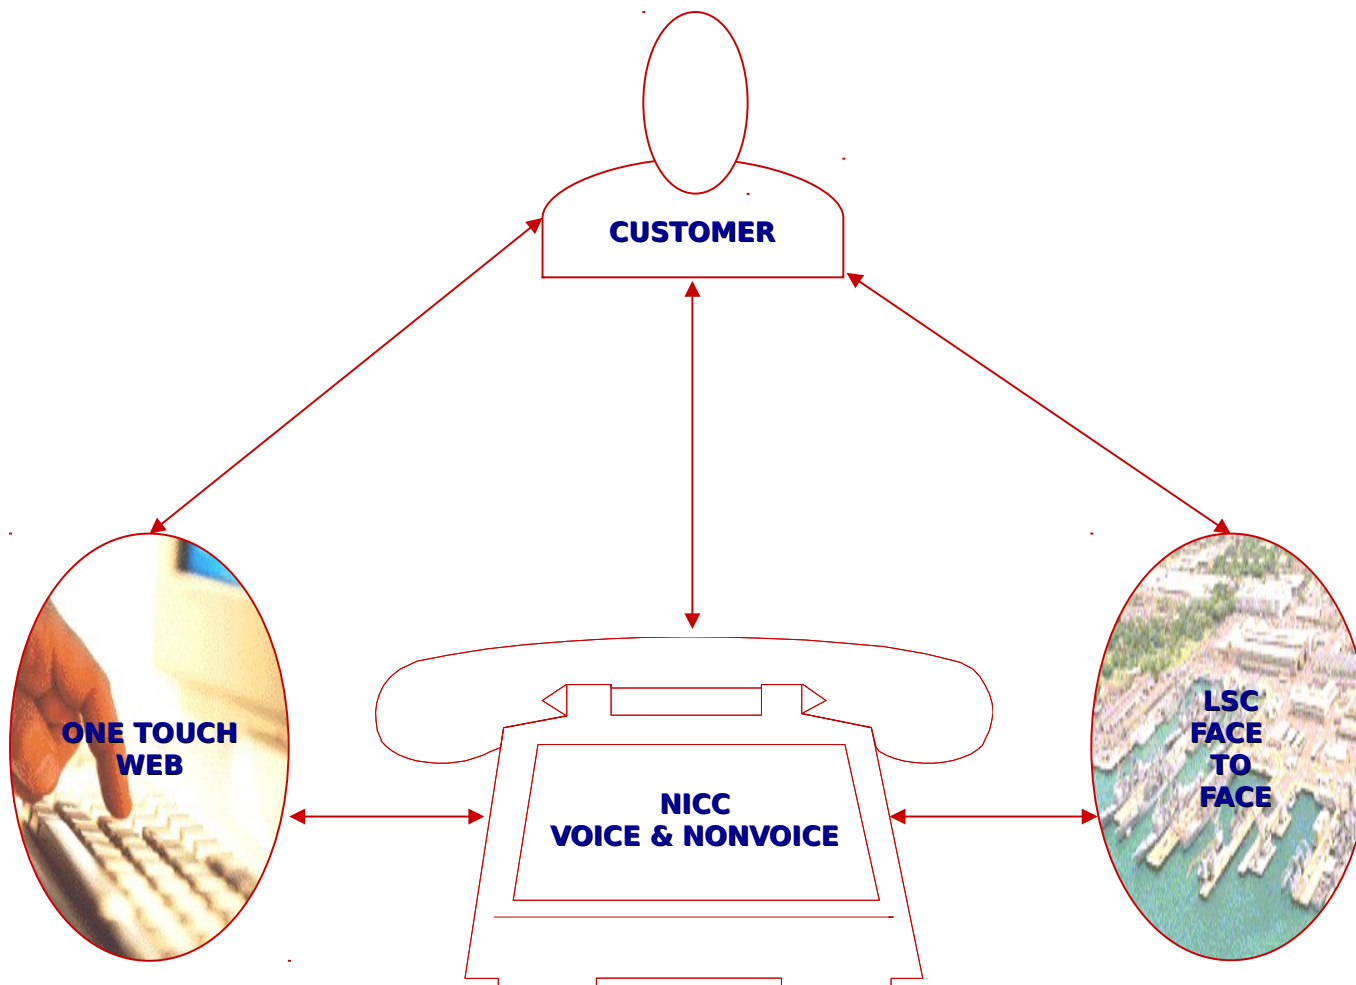 CUSTOMER
ONE TOUCH
WEB
NICC
VOICE & NONVOICE
LSC
FACE
TO
FACE